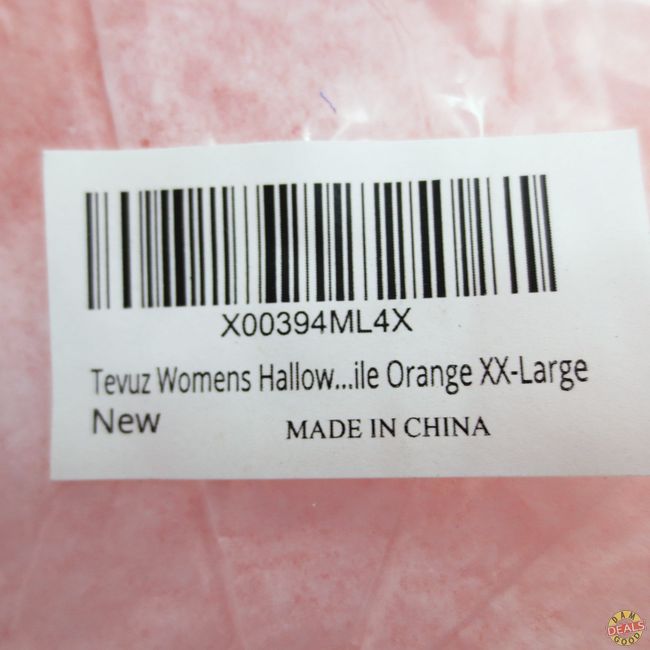 X00394ML4X
Tevuz Womens Hallow...ile Orange XX-Large
New
MADE IN CHINA
DAM
DEALS
GOOD